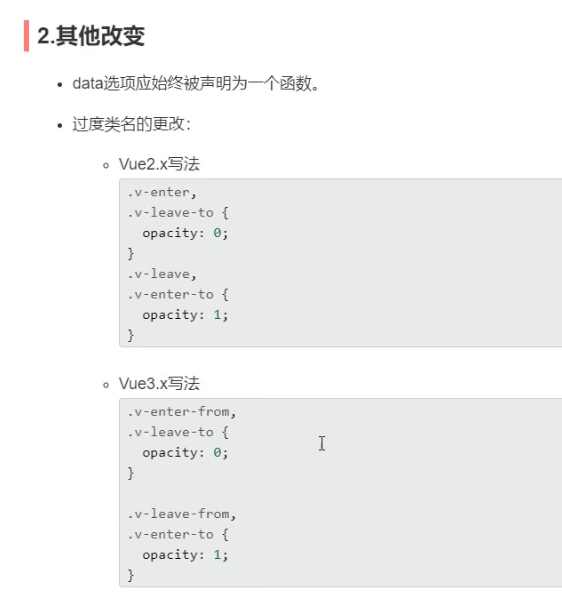 2.其他改变
data选项应始终被声明为一个函数。
过度类名的更改：
Vue2.x写法
.v-enter,
.v-leave-to {
  opacity: 0;
}
.v-leave,
.v-enter-to {
  opacity: 1;
}
Vue3.x写法
.v-enter-from,
.v-leave-to {
  opacity: 0;
}

.v-leave-from,
.v-enter-to {
  opacity: 1;
}